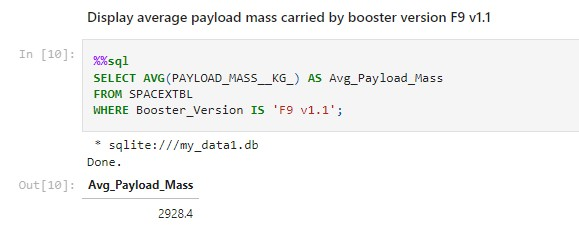 Display average payload mass carried by booster version F9 v1.1
In [10]:
%%sql
SELECT AVG(PAYLOAD_MASS__KG_) AS Avg_Payload_Mass
FROM SPACEXTBL
WHERE Booster_Version IS 'F9 v1.1';
* sqlite:///my_data1.db
Done.
Out[10]: Avg_Payload_Mass
2928.4